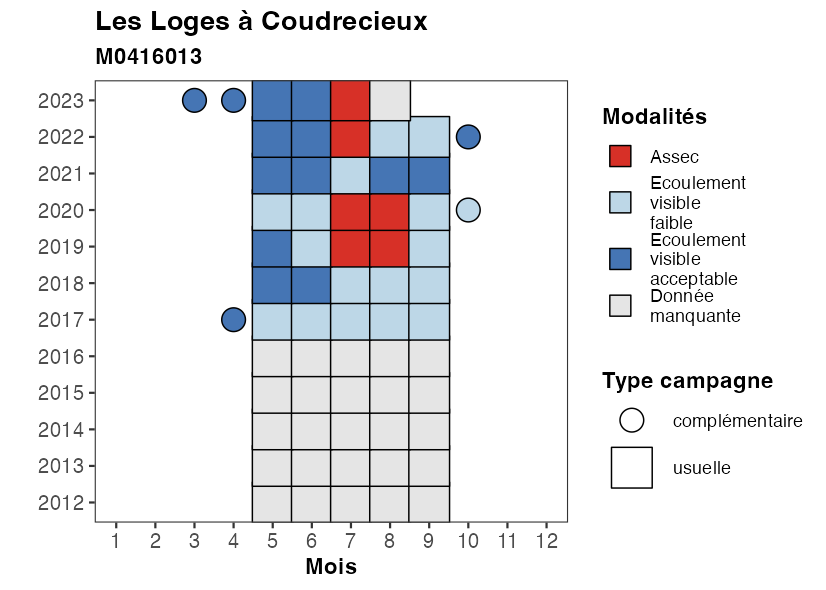 Les Loges à Coudrecieux
M0416013
2023
2022
2021
2020
2019
2018
2017
2016
2015
2014
2013
2012
1 2 3 4 5 6 7 8 9 10 11 12
Mois
Modalités
Assec
Ecoulement
visible
faible
Ecoulement
visible
acceptable
Donnée
manquante
Type campagne
complémentaire
usuelle